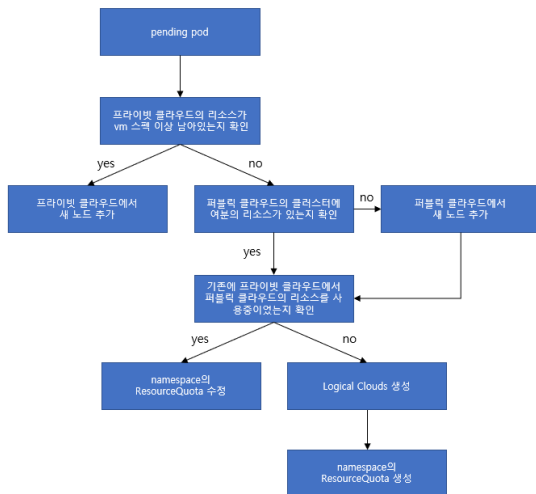 pending pod
프라이빗 클라우드의 리소스가
vm 스펙 이상 남아있는지 확인
yes
no
프라이빗 클라우드에서
새 노드 추가
퍼블릭 클라우드의 클러스터에
여분의 리소스가 있는지 확인
no
퍼블릭 클라우드에서
새 노드 추가
yes
기존에 프라이빗 클라우드에서
퍼블릭 클라우드의 리소스를 사
용중이었는지 확인
yes
no
namespace의
ResourceQuota 수정
Logical Clouds 생성
namespace의
ResourceQuota 생성